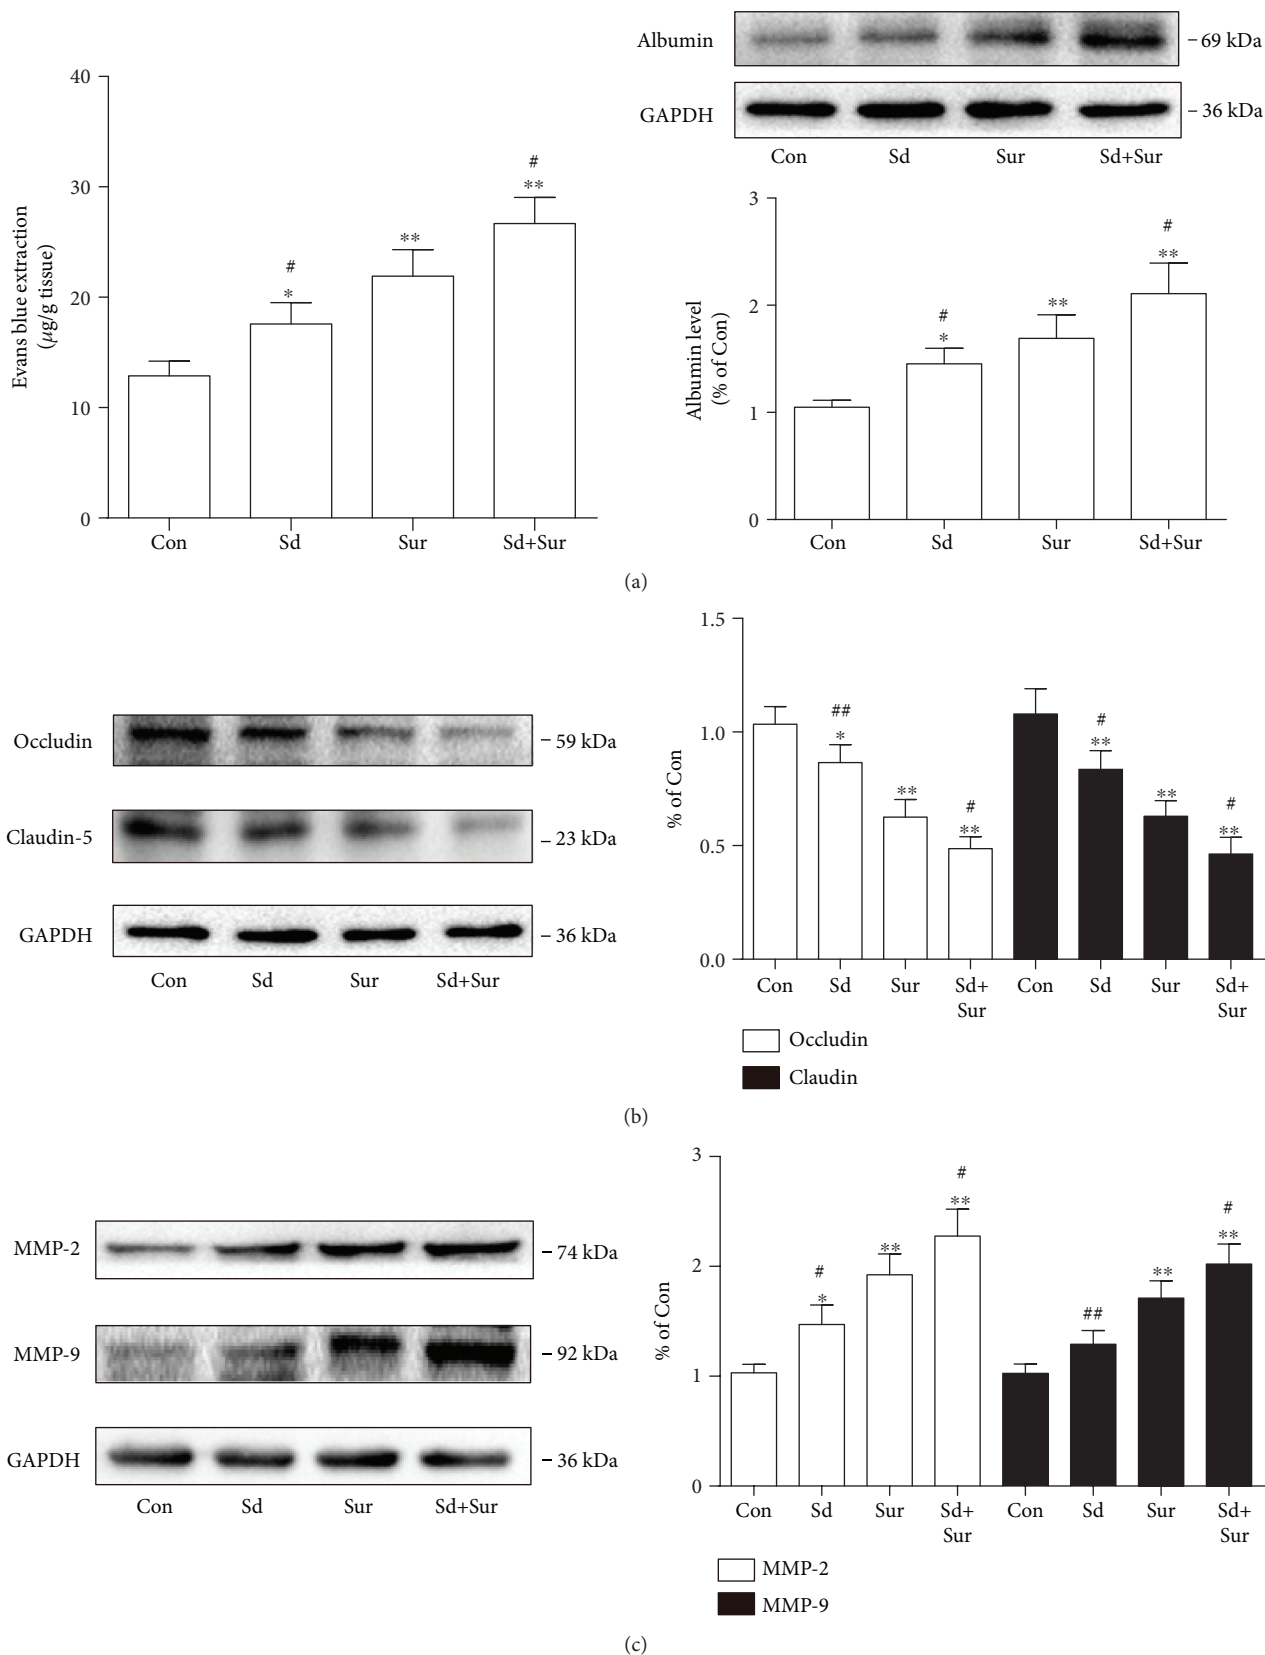 40
30
20
10
0
Evans blue extraction
(μg/g tissue)
#
*
**
#
**
Con Sd Sur Sd+Sur
Albumin – 69 kDa
GAPDH – 36 kDa
Con Sd Sur Sd+Sur
3
2
1
0
Albumin level
(% of Con)
#
*
**
#
**
Con Sd Sur Sd+Sur
(a)
Occludin – 59 kDa
Claudin-5 – 23 kDa
GAPDH – 36 kDa
Con Sd Sur Sd+Sur
1.5
1.0
0.5
0.0
% of Con
##
*
**
#
**
#
**
**
#
**
Con Sd Sur Sd+ Con Sd Sur Sd+
Sur Sur
Occludin
Claudin
(b)
MMP-2 – 74 kDa
MMP-9 – 92 kDa
GAPDH – 36 kDa
Con Sd Sur Sd+Sur
3
2
1
0
% of Con
#
*
**
#
**
##
**
#
**
Con Sd Sur Sd+ Con Sd Sur Sd+
Sur Sur
MMP-2
MMP-9
(c)